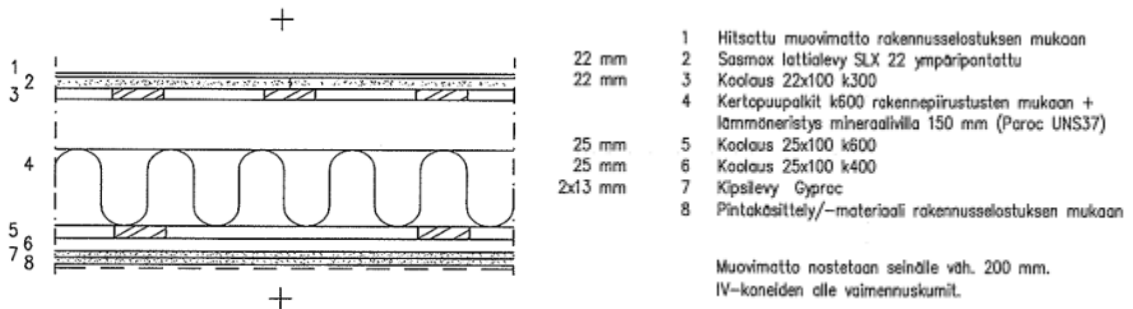 1
2
3
4
5
6
7
8
1 Hitsattu muovimatto rakennusselostuksen mukaan
22 mm 2 Sasmox lattialevy SLX 22 ympäripontattu
22 mm 3 Koolaus 22x100 k300
4 Kertopuupalkit k600 rakennepiirustusten mukaan +
lämmöneristys mineraalivilla 150 mm (Paroc UNS37)
25 mm 5 Koolaus 25x100 k600
25 mm 6 Koolaus 25x100 k400
2x13 mm 7 Kipsilevy Gyproc
8 Pintakäsittely/-materiaali rakennusselostuksen mukaan
Muovimatto nostetaan seinälle väh. 200 mm.
IV-koneiden alle vaimennuskumit.